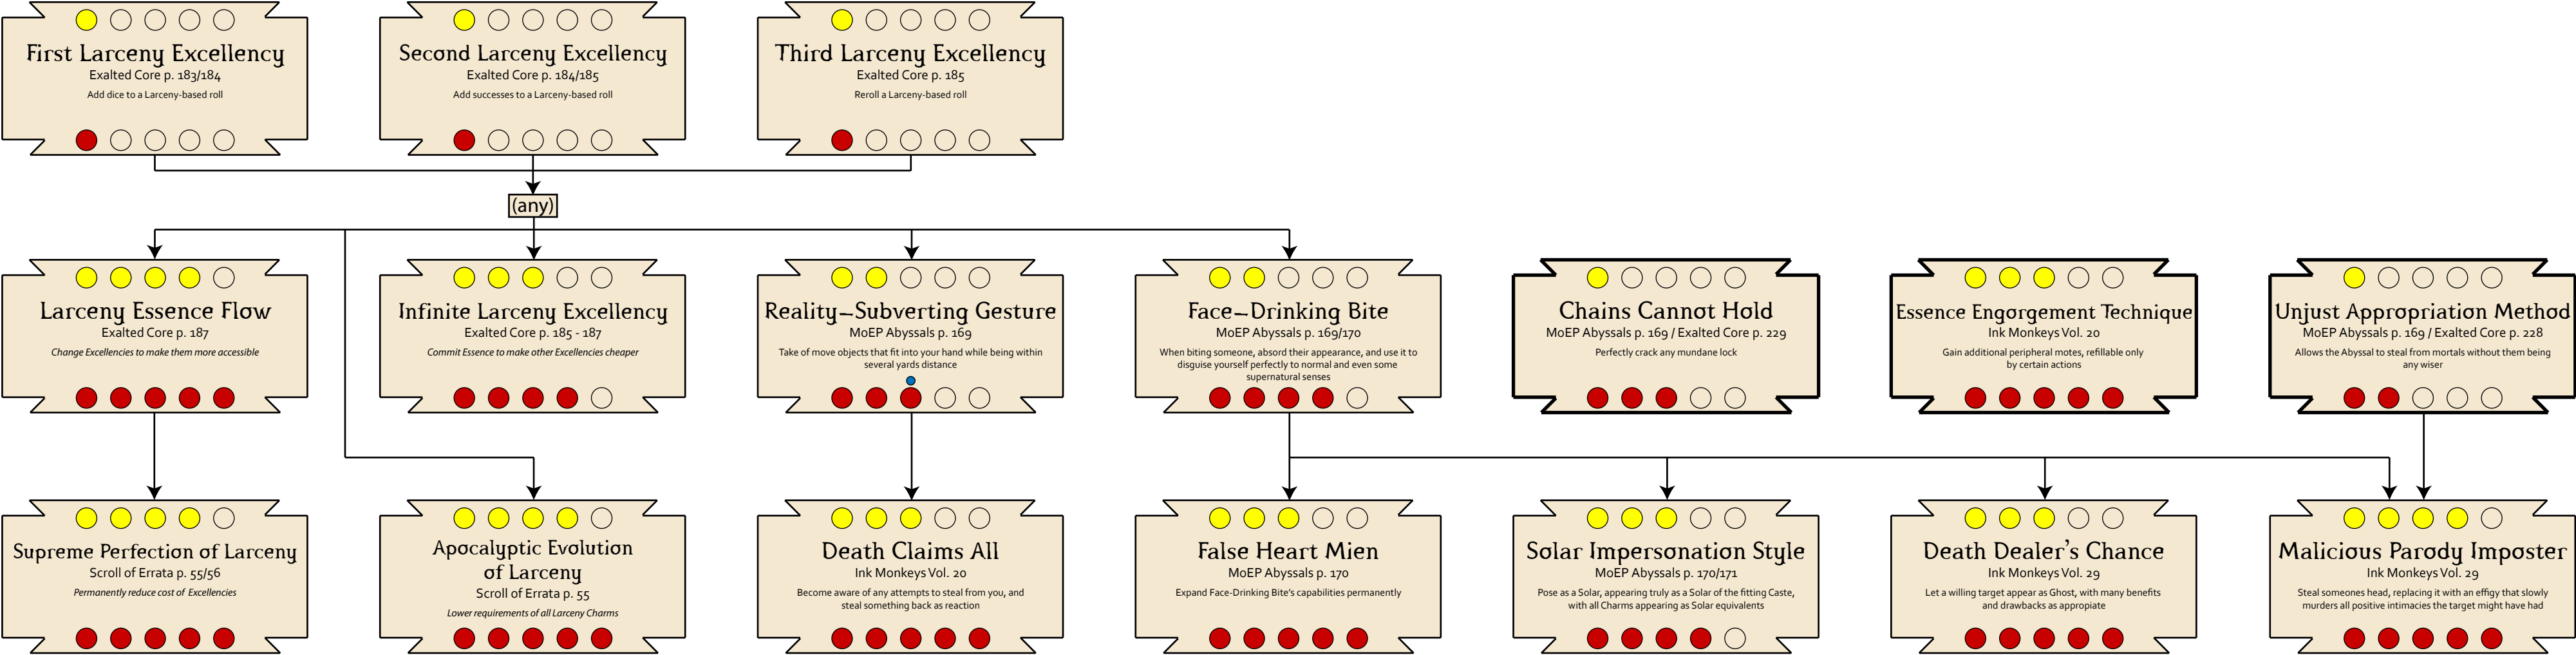 First Larceny Excellency
Exalted Core p. 183/184
Add dice to a Larceny-based roll
Second Larceny Excellency
Exalted Core p. 184/185
Add successes to a Larceny-based roll
Third Larceny Excellency
Exalted Core p. 185
Reroll a Larceny-based roll
(any)
Larceny Essence Flow
Exalted Core p. 187
Change Excellencies to make them more accessible
Infinite Larceny Excellency
Exalted Core p. 185 - 187
Commit Essence to make other Excellencies cheaper
Reality-Subverting Gesture
MoEP Abyssals p. 169
Take of move objects that fit into your hand while being within
several yards distance
Face-Drinking Bite
MoEP Abyssals p. 169/170
When biting someone, absord their appearance, and use it to
disguise yourself perfectly to normal and even some
supernatural senses
Chains Cannot Hold
MoEP Abyssals p. 169 / Exalted Core p. 229
Perfectly crack any mundane lock
Essence Engorgement Technique
Ink Monkeys Vol. 20
Gain additional peripheral motes, refillable only
by certain actions
Unjust Appropriation Method
MoEP Abyssals p. 169 / Exalted Core p. 228
Allows the Abyssal to steal from mortals without them being
any wiser
Supreme Perfection of Larceny
Scroll of Errata p. 55/56
Permanently reduce cost of Excellencies
Apocalyptic Evolution
of Larceny
Scroll of Errata p. 55
Lower requirements of all Larceny Charms
Death Claims All
Ink Monkeys Vol. 20
Become aware of any attempts to steal from you, and
steal something back as reaction
False Heart Mien
MoEP Abyssals p. 170
Expand Face-Drinking Bite's capabilities permanently
Solar Impersonation Style
MoEP Abyssals p. 170/171
Pose as a Solar, appearing truly as a Solar of the fitting Caste,
with all Charms appearing as Solar equivalents
Death Dealer's Chance
Ink Monkeys Vol. 29
Let a willing target appear as Ghost, with many benefits
and drawbacks as appropiate
Malicious Parody Imposter
Ink Monkeys Vol. 29
Steal someones head, replacing it with an effigy that slowly
murders all positive intimacies the target might have had